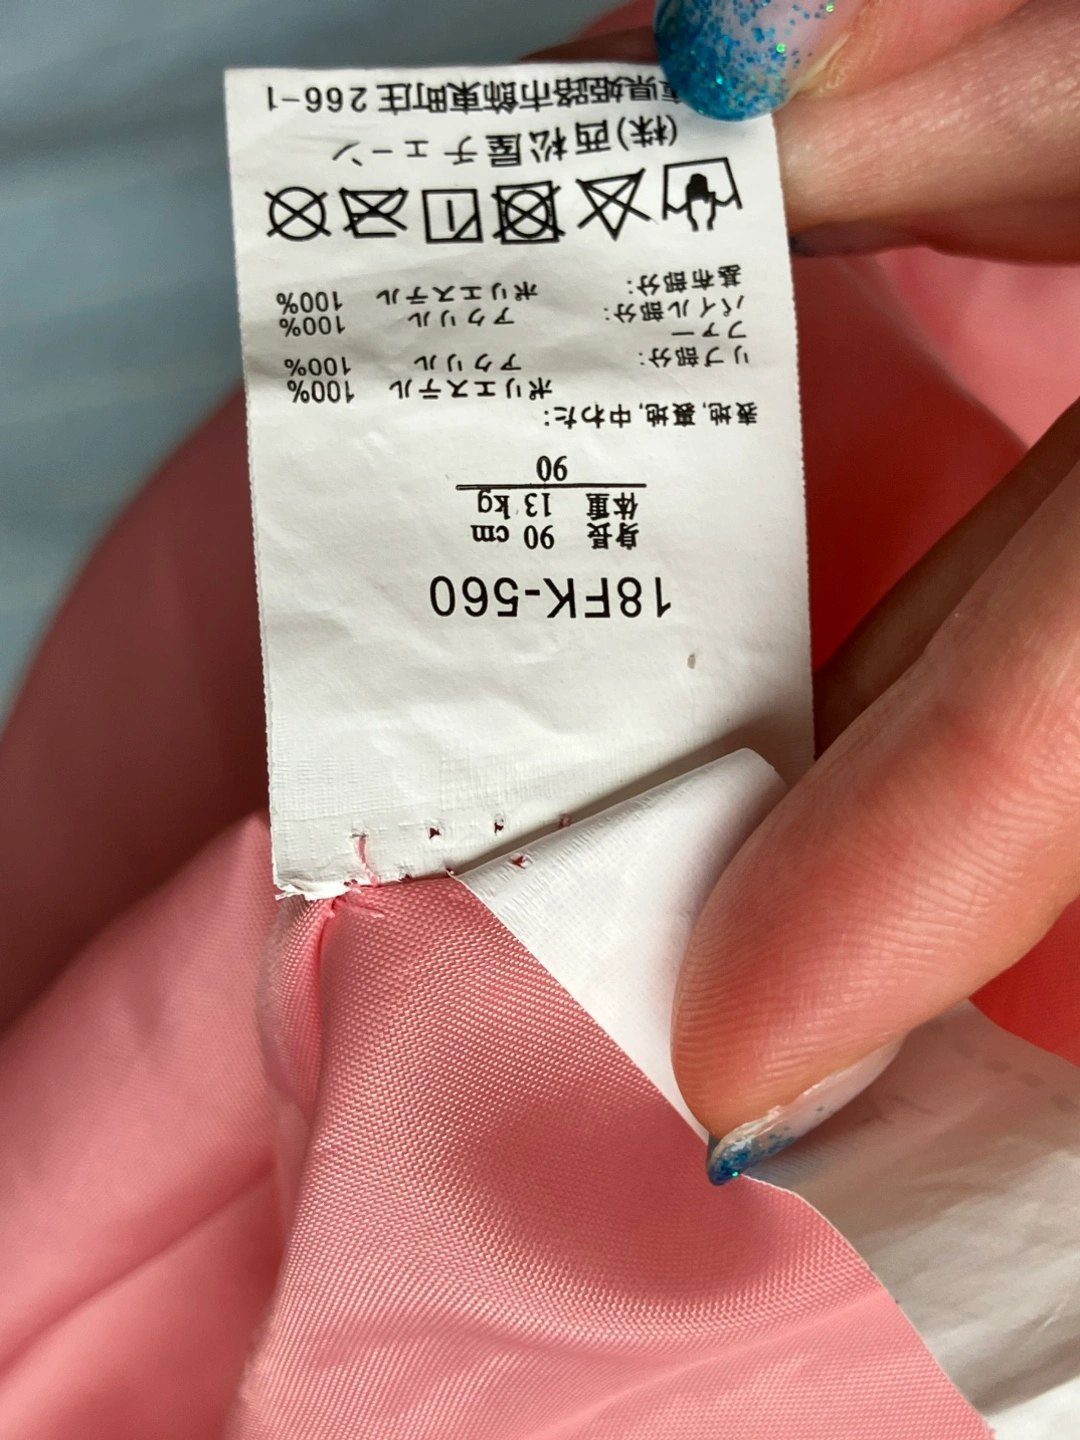 18FK-560
身長 90 cm
体重 13 kg
90
表地, 裏地, 中わた:
ポリエステル 100%
リブ部分: アクリル 100%
ファー
パイル部分: アクリル 100%
基布部分: ポリエステル 100%
(株)西松屋チェーン
県姫路市飾東町庄266-1